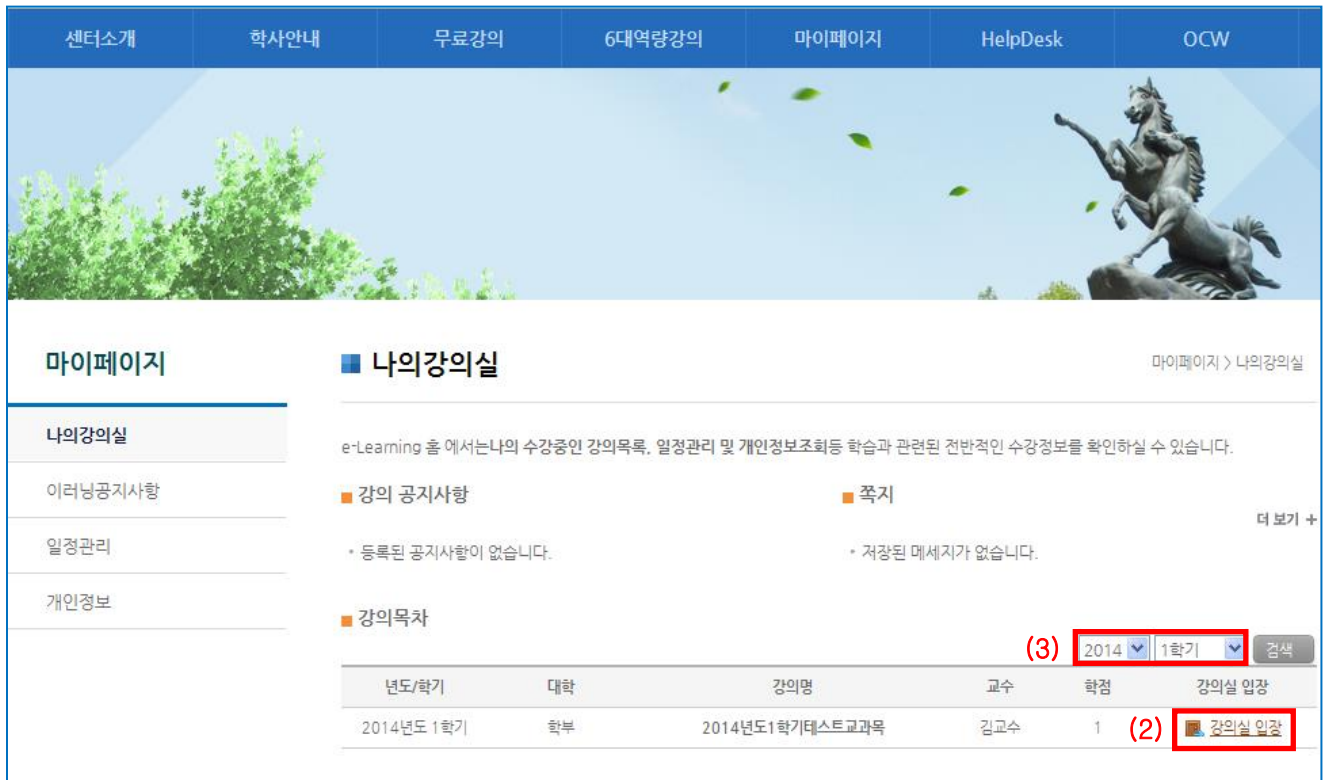 센터소개 학사안내 무료강의 6대역량강의 마이페이지 HelpDesk OCW
마이페이지
나의강의실
이러닝공지사항
일정관리
개인정보
나의강의실
마이페이지 > 나의강의실
e-Learning 홈 에서는나의 수강중인 강의목록, 일정관리 및 개인정보조회등 학습과 관련된 전반적인 수강정보를 확인하실 수 있습니다.
강의 공지사항
• 등록된 공지사항이 없습니다.
쪽지
더 보기 +
• 저장된 메세지가 없습니다.
강의목차
(3) 2014 1학기 검색
년도/학기 대학 강의명 교수 학점 강의실 입장
2014년도 1학기 학부 2014년도1학기테스트교과목 김교수 1 (2) 강의실 입장